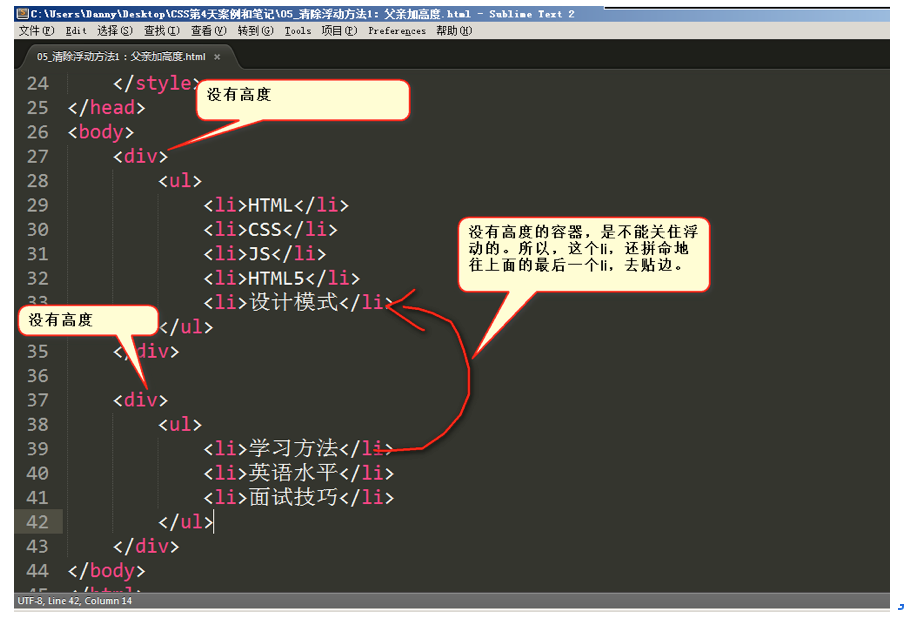 C:\Users\Danny\Desktop\CSS第4天案例和笔记\05_清除浮动方法1：父亲加高度.html - Sublime Text 2
文件(F) Edit 选择(S) 查找(I) 查看(V) 转到(G) Tools 项目(P) Preferences 帮助(H)
05_清除浮动方法1：父亲加高度.html ×
24 </style>
没有高度
25 </head>
26 <body>
27 <div>
28 <ul>
29 <li>HTML</li>
30 <li>CSS</li>
31 <li>JS</li>
32 <li>HTML5</li>
33 <li>设计模式</li>
没有高度的容器，是不能关住浮
动的。所以，这个li，还拼命地
往上面的最后一个li，去贴边。
没有高度
</ul>
35 </div>
36
37 <div>
38 <ul>
39 <li>学习方法</li>
40 <li>英语水平</li>
41 <li>面试技巧</li>
42 </ul>
43 </div>
44 </body>
45 </html>
UTF-8, Line 42, Column 14